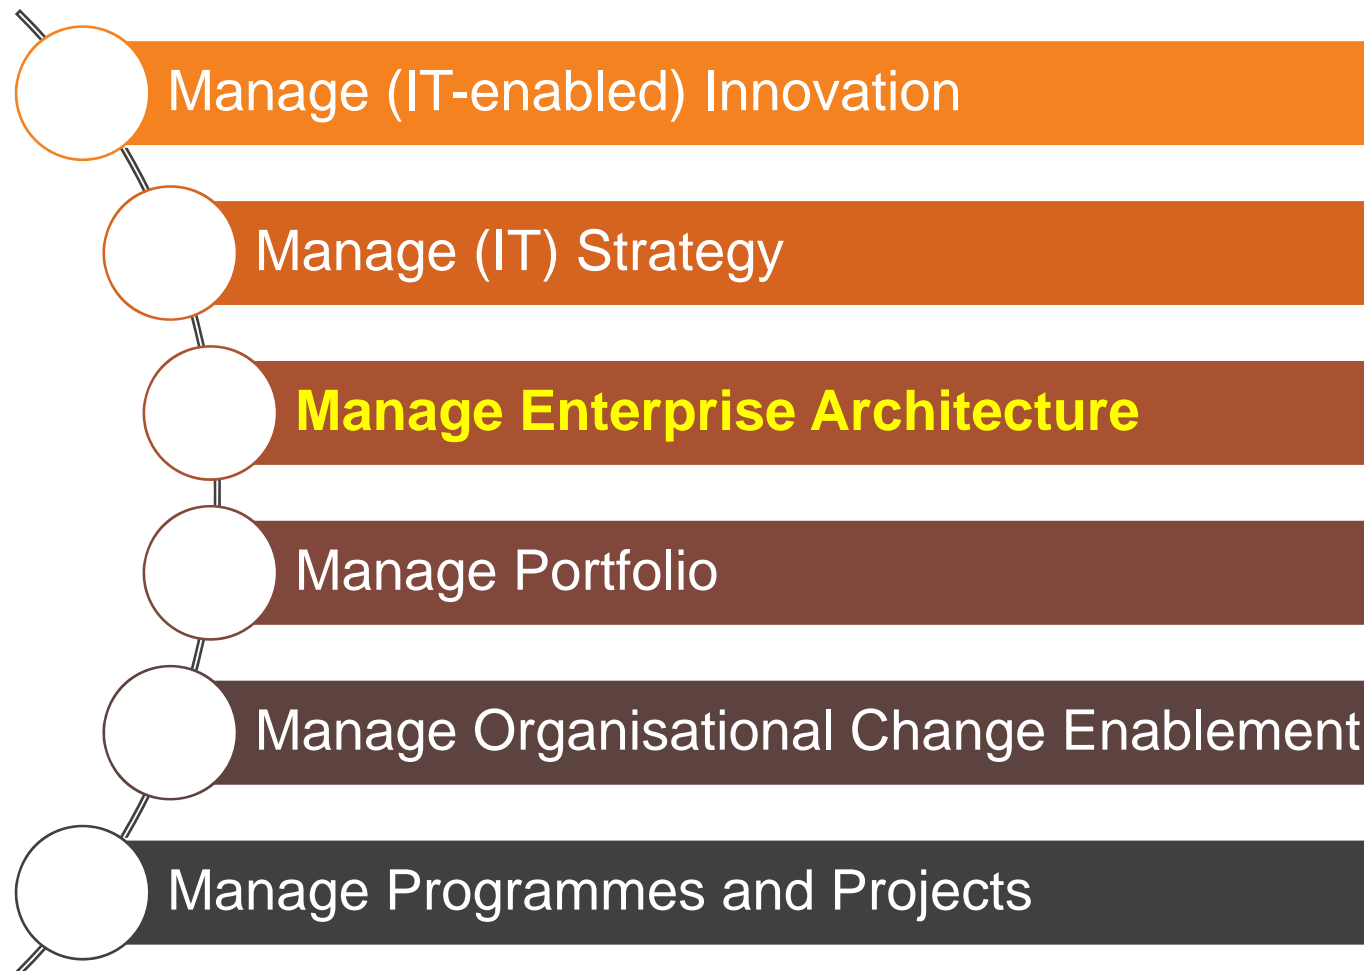 Manage (IT-enabled) Innovation
Manage (IT) Strategy
Manage Enterprise Architecture
Manage Portfolio
Manage Organisational Change Enablement
Manage Programmes and Projects